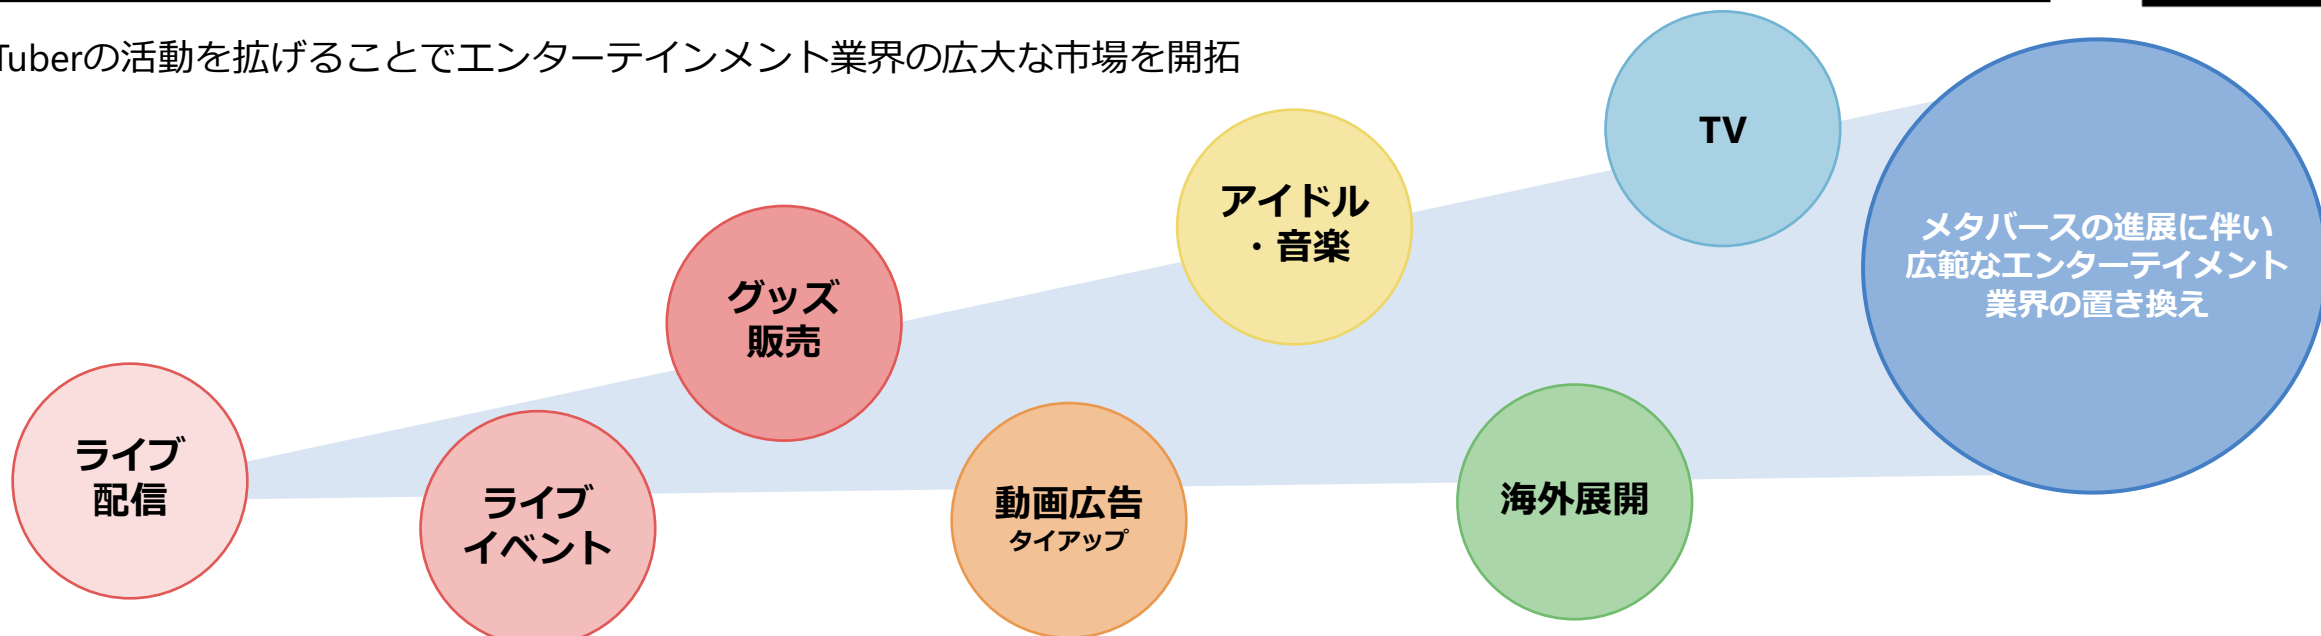 Tuberの活動を拡げることでエンターテインメント業界の広大な市場を開拓
TV
アイドル
・音楽
メタバースの進展に伴い
広範なエンターテイメント
業界の置き換え
グッズ
販売
ライブ
配信
ライブ
イベント
動画広告
タイアップ
海外展開